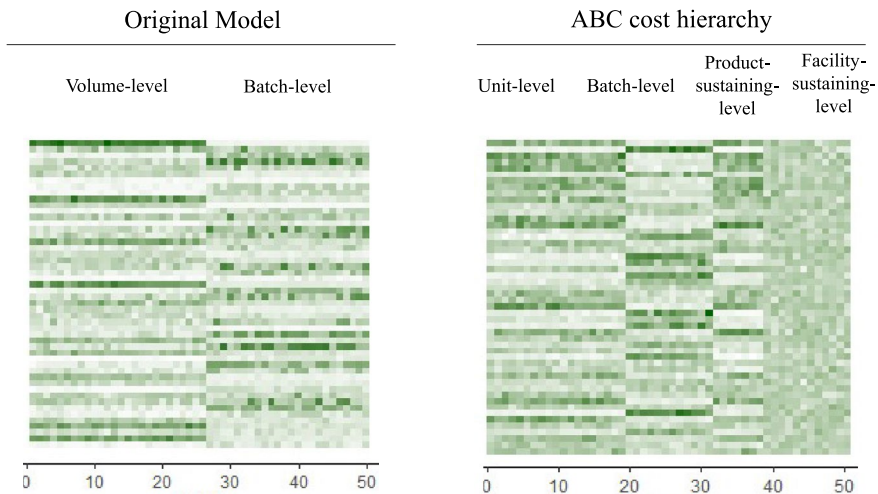 Original Model
Volume-level Batch-level
0 10 20 30 40 50
ABC cost hierarchy
Unit-level Batch-level Product-
sustaining-
level Facility-
sustaining-
level
0 10 20 30 40 50